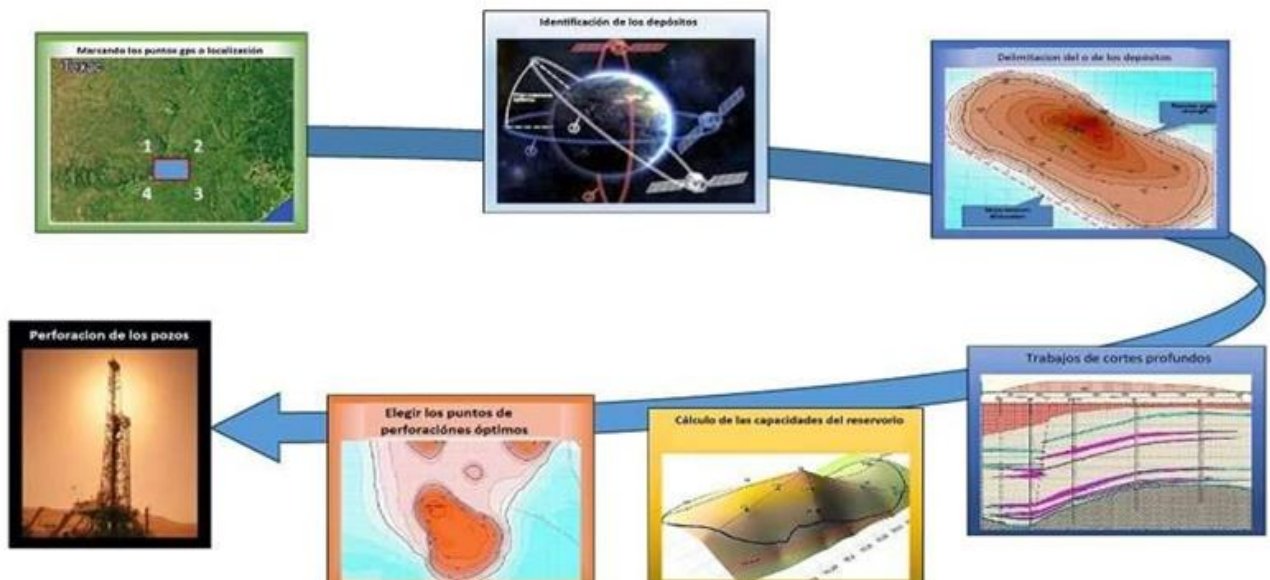 Marcando los puntos gps o localización
Texas
1 2
4 3
Identificación de los depósitos
Delimitacion del o de los depósitos
Trabajos de cortes profundos
Cálculo de las capacidades del reservorio
Elegir los puntos de
perforaciónes óptimos
Perforacion de los pozos